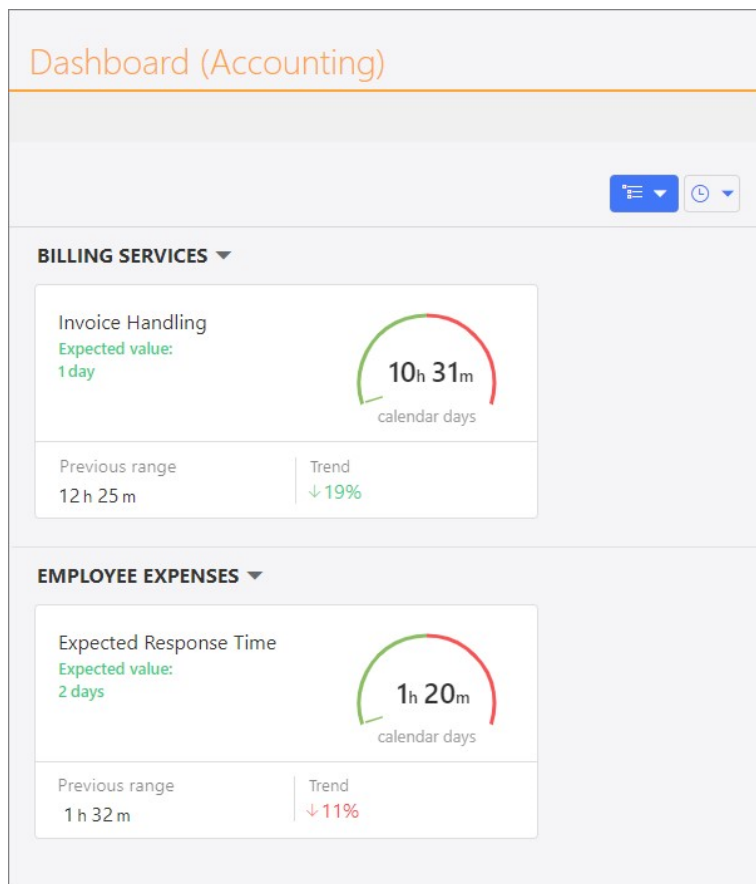 Dashboard (Accounting)
BILLING SERVICES
Invoice Handling
Expected value:
1 day
10h 31m
calendar days
Previous range
12 h 25 m
Trend
↓19%
EMPLOYEE EXPENSES
Expected Response Time
Expected value:
2 days
1h 20m
calendar days
Previous range
1 h 32 m
Trend
↓11%